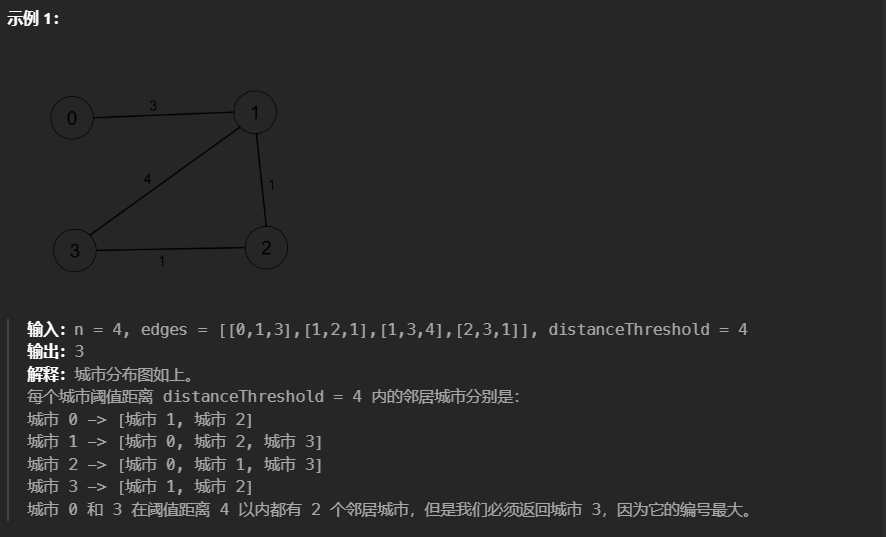 示例 1：
0
3
1
4
1
3
1
2
输入：n = 4, edges = [[0,1,3],[1,2,1],[1,3,4],[2,3,1]], distanceThreshold = 4
输出：3
解释：城市分布图如上。
每个城市阈值距离 distanceThreshold = 4 内的邻居城市分别是：
城市 0 -> [城市 1, 城市 2]
城市 1 -> [城市 0, 城市 2, 城市 3]
城市 2 -> [城市 0, 城市 1, 城市 3]
城市 3 -> [城市 1, 城市 2]
城市 0 和 3 在阈值距离 4 以内都有 2 个邻居城市，但是我们必须返回城市 3，因为它的编号最大。